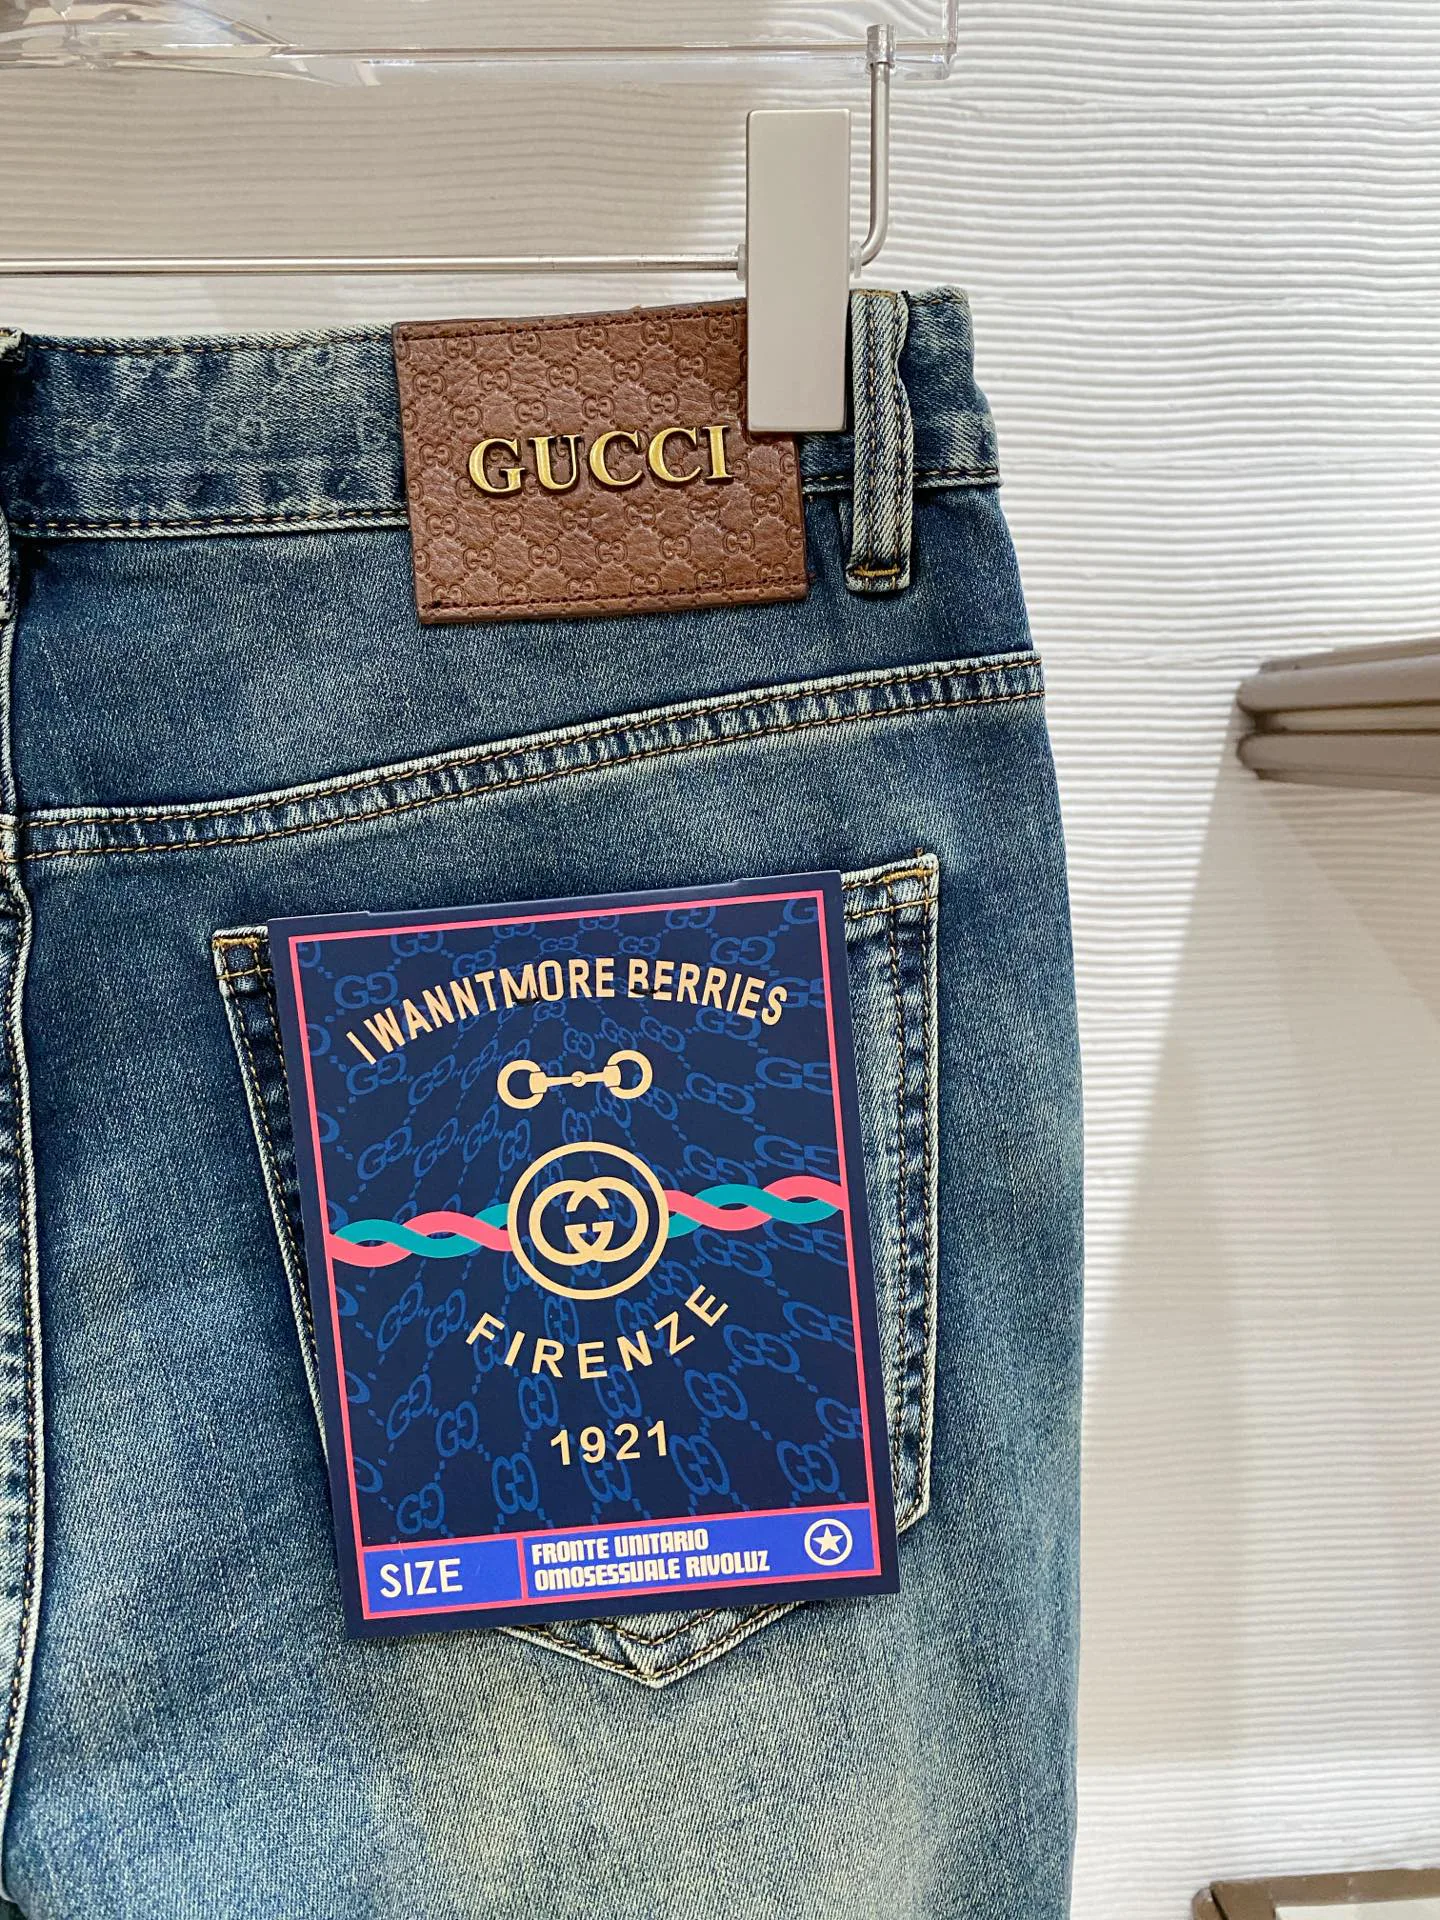 GUCCI
I WANNTMORE BERRIES
FIRENZE
1921
SIZE
FRONTE UNITARIO
OMOSESSUALE RIVOLUZ